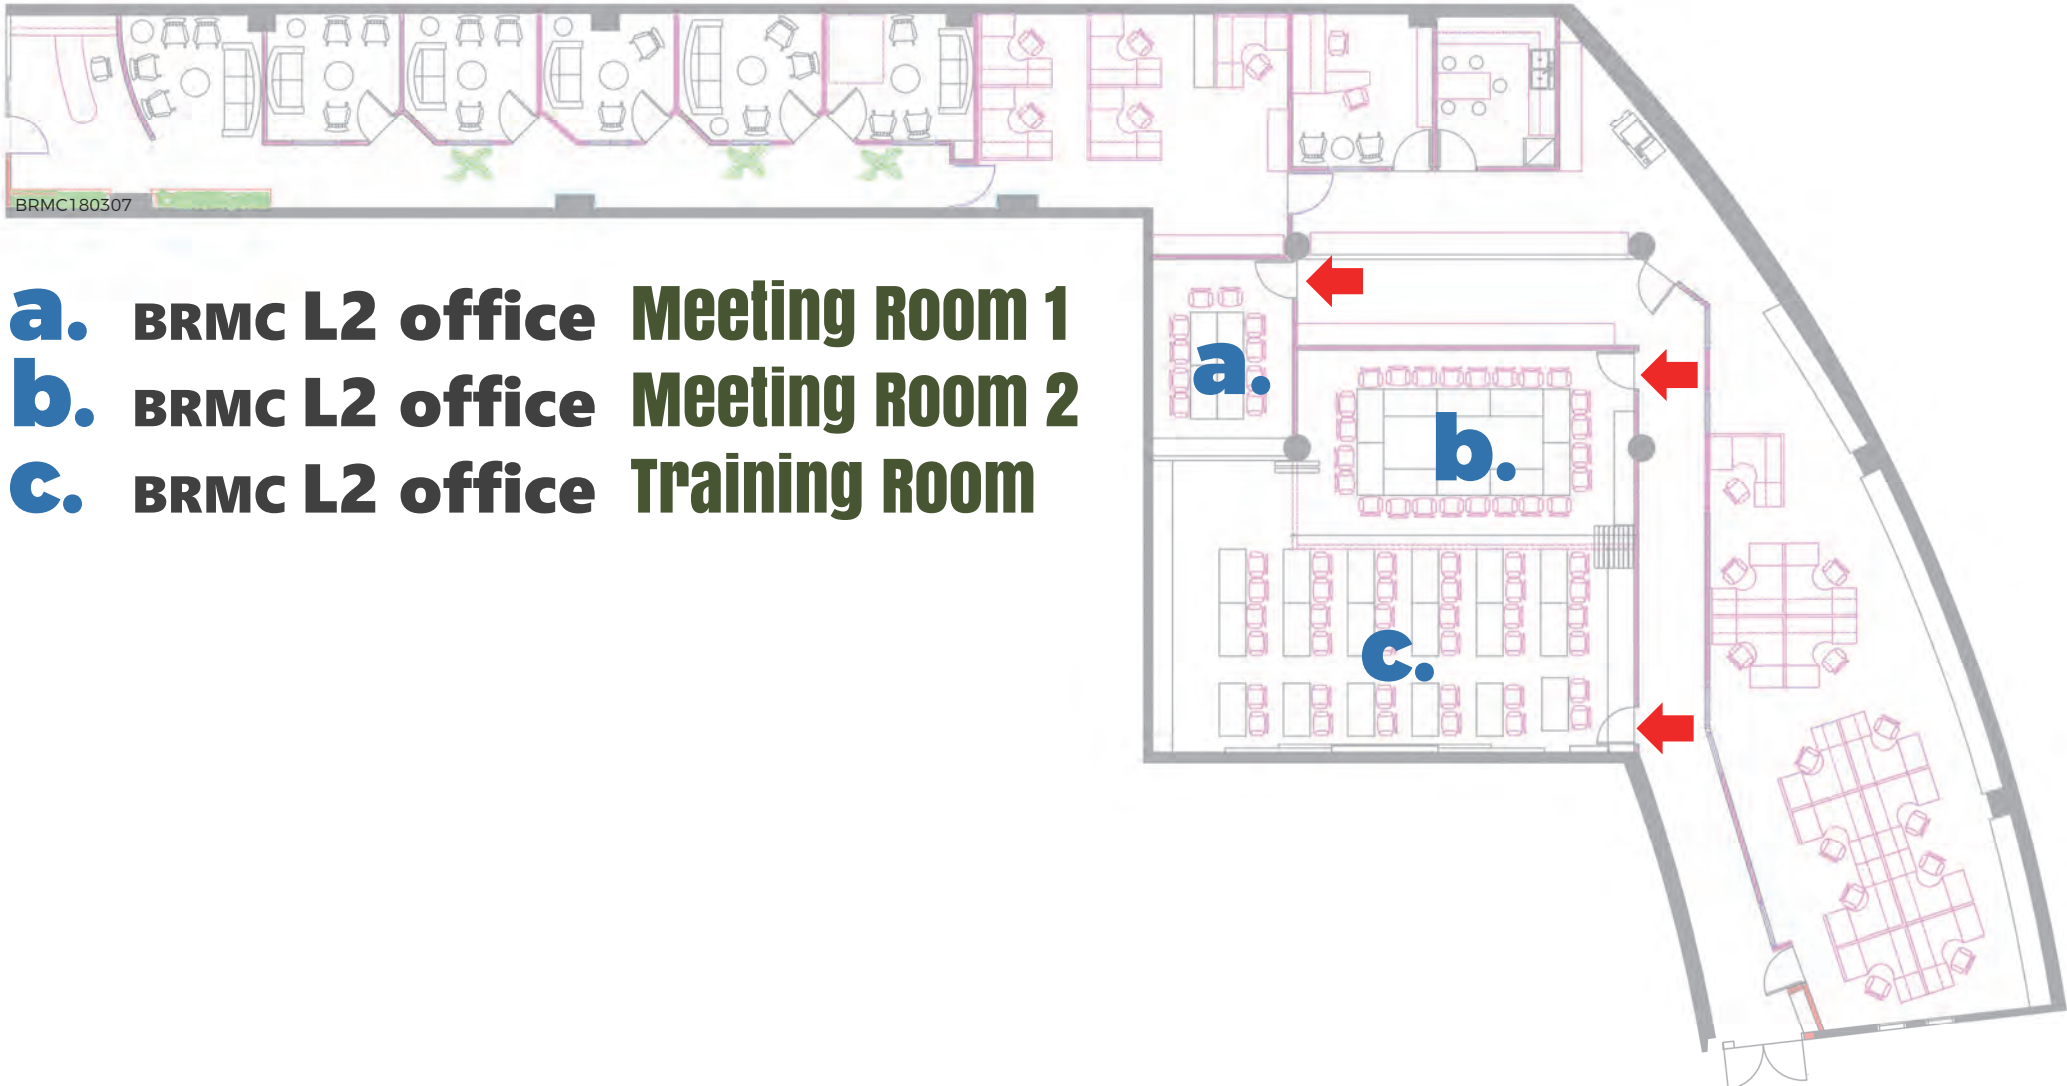 BRMC180307
a. BRMC L2 office Meeting Room 1
b. BRMC L2 office Meeting Room 2
c. BRMC L2 office Training Room
a.
b.
c.